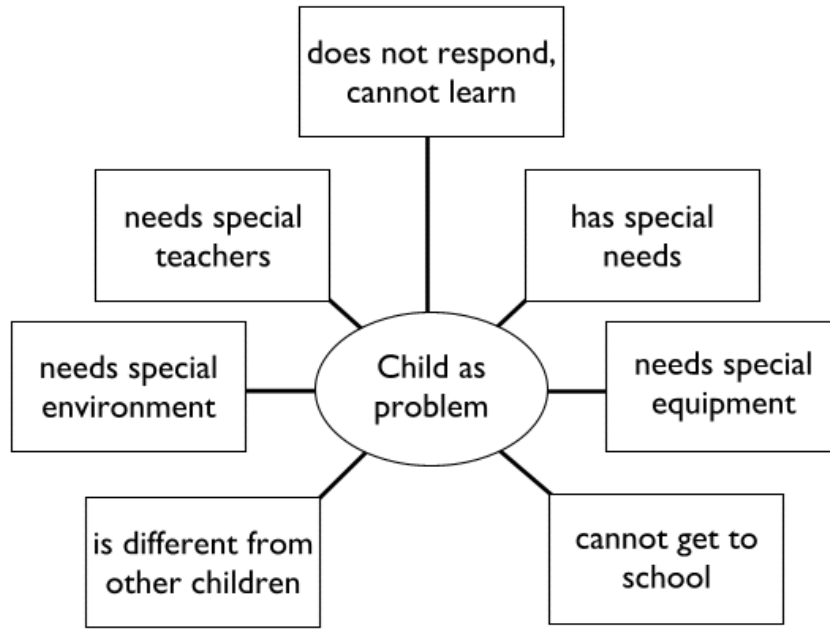 does not respond,
cannot learn
needs special
teachers
has special
needs
needs special
environment
Child as
problem
needs special
equipment
is different from
other children
cannot get to
school